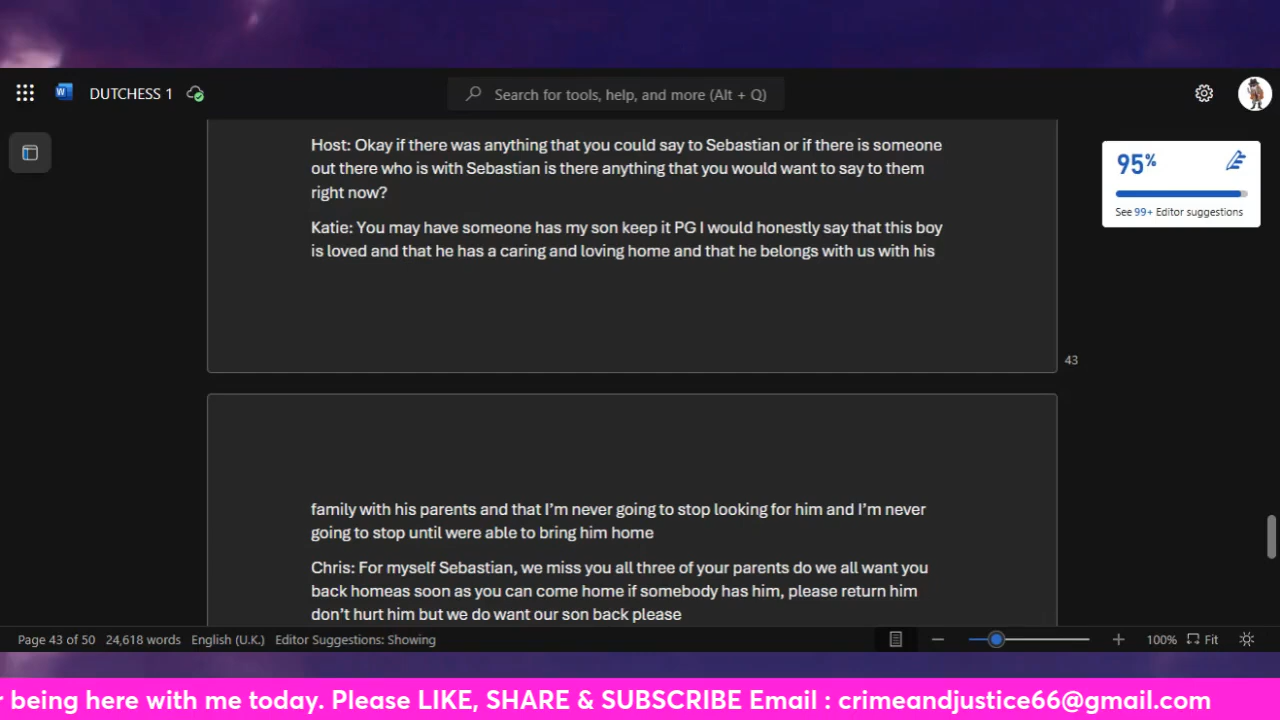 DUTCHESS 1
Search for tools, help, and more (Alt + Q)
Host: Okay if there was anything that you could say to Sebastian or if there is someone
out there who is with Sebastian is there anything that you would want to say to them
right now?
Katie: You may have someone has my son keep it PG I would honestly say that this boy
is loved and that he has a caring and loving home and that he belongs with us with his
95%
See 99+ Editor suggestions
43
family with his parents and that I’m never going to stop looking for him and I’m never
going to stop until were able to bring him home
Chris: For myself Sebastian, we miss you all three of your parents do we all want you
back homeas soon as you can come home if somebody has him, please return him
don’t hurt him but we do want our son back please
Page 43 of 50 24,618 words English (U.K.) Editor Suggestions: Showing 100% Fit
r being here with me today. Please LIKE, SHARE & SUBSCRIBE Email : crimeandjustice66@gmail.com